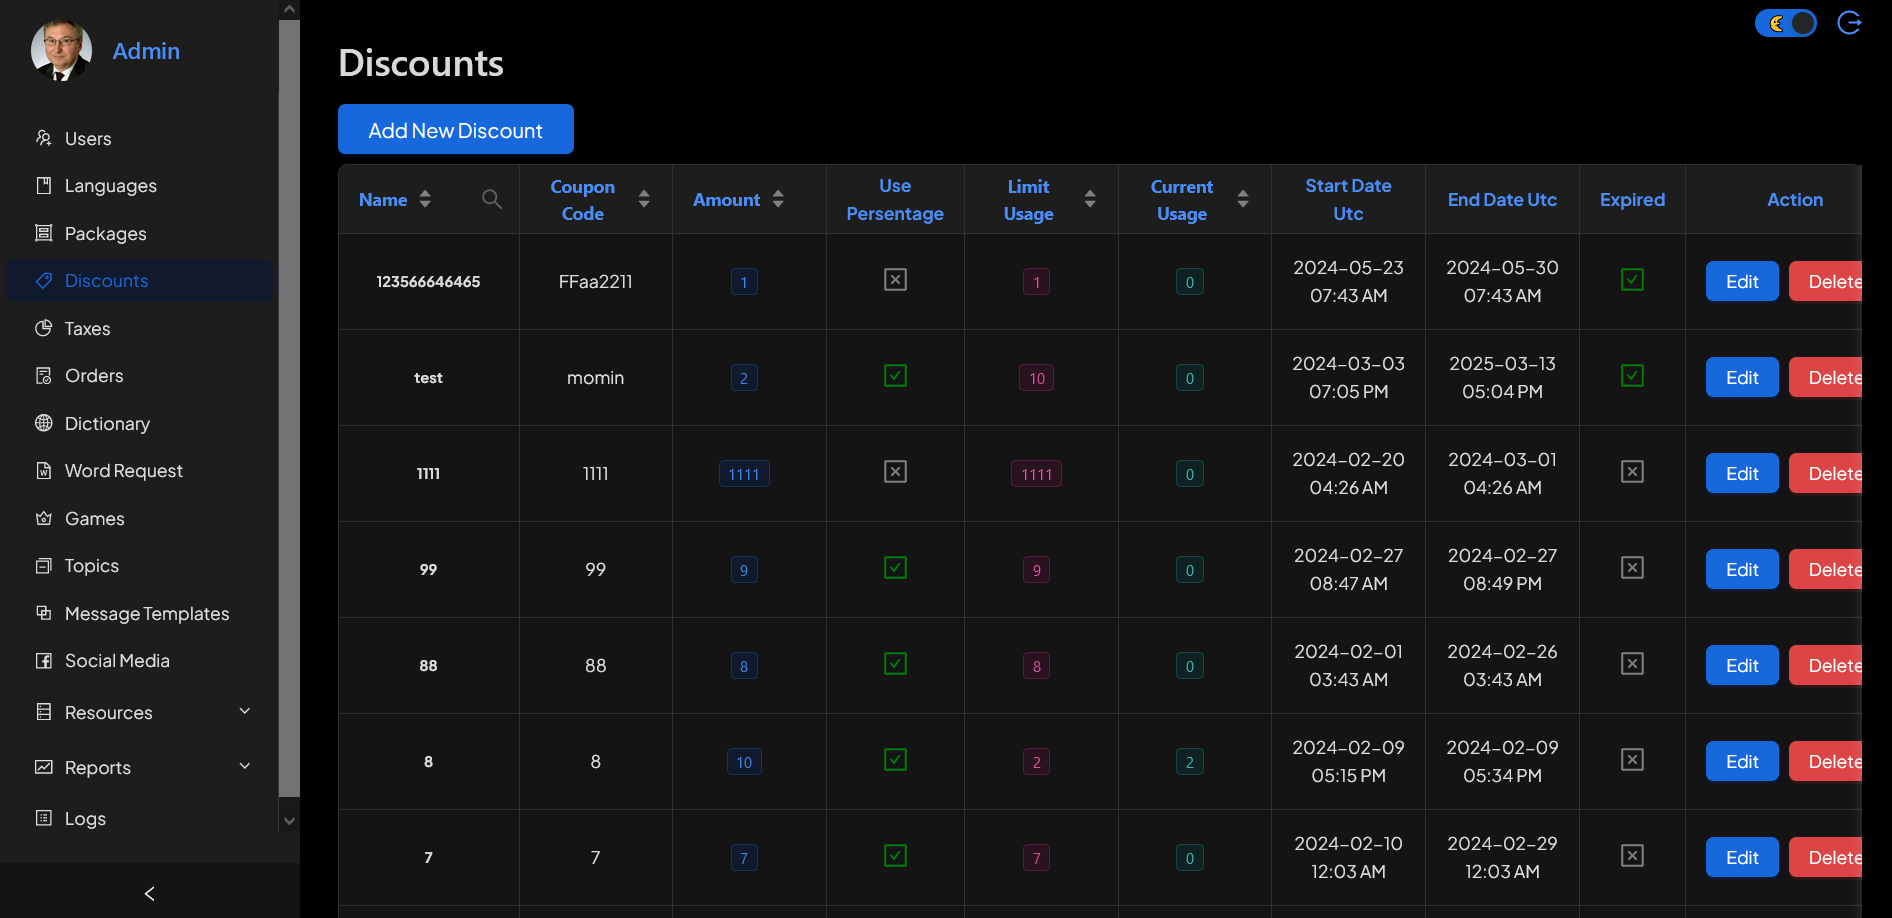 Admin
Users
Languages
Packages
Discounts
Taxes
Orders
Dictionary
Word Request
Games
Topics
Message Templates
Social Media
Resources
Reports
Logs
Discounts
Add New Discount
Name
Coupon
Code
Amount
Use
Persentage
Limit
Usage
Current
Usage
Start Date
Utc
End Date Utc
Expired
Action
123566646465 FFaa2211 1 1 0 2024-05-23 2024-05-30 Edit Delete
07:43 AM 07:43 AM
test momin 2 10 0 2024-03-03 2025-03-13 Edit Delete
07:05 PM 05:04 PM
1111 1111 1111 1111 0 2024-02-20 2024-03-01 Edit Delete
04:26 AM 04:26 AM
99 99 9 9 0 2024-02-27 2024-02-27 Edit Delete
08:47 AM 08:49 PM
88 88 8 8 0 2024-02-01 2024-02-26 Edit Delete
03:43 AM 03:43 AM
8 8 10 2 2 2024-02-09 2024-02-09 Edit Delete
05:15 PM 05:34 PM
7 7 7 7 0 2024-02-10 2024-02-29 Edit Delete
12:03 AM 12:03 AM